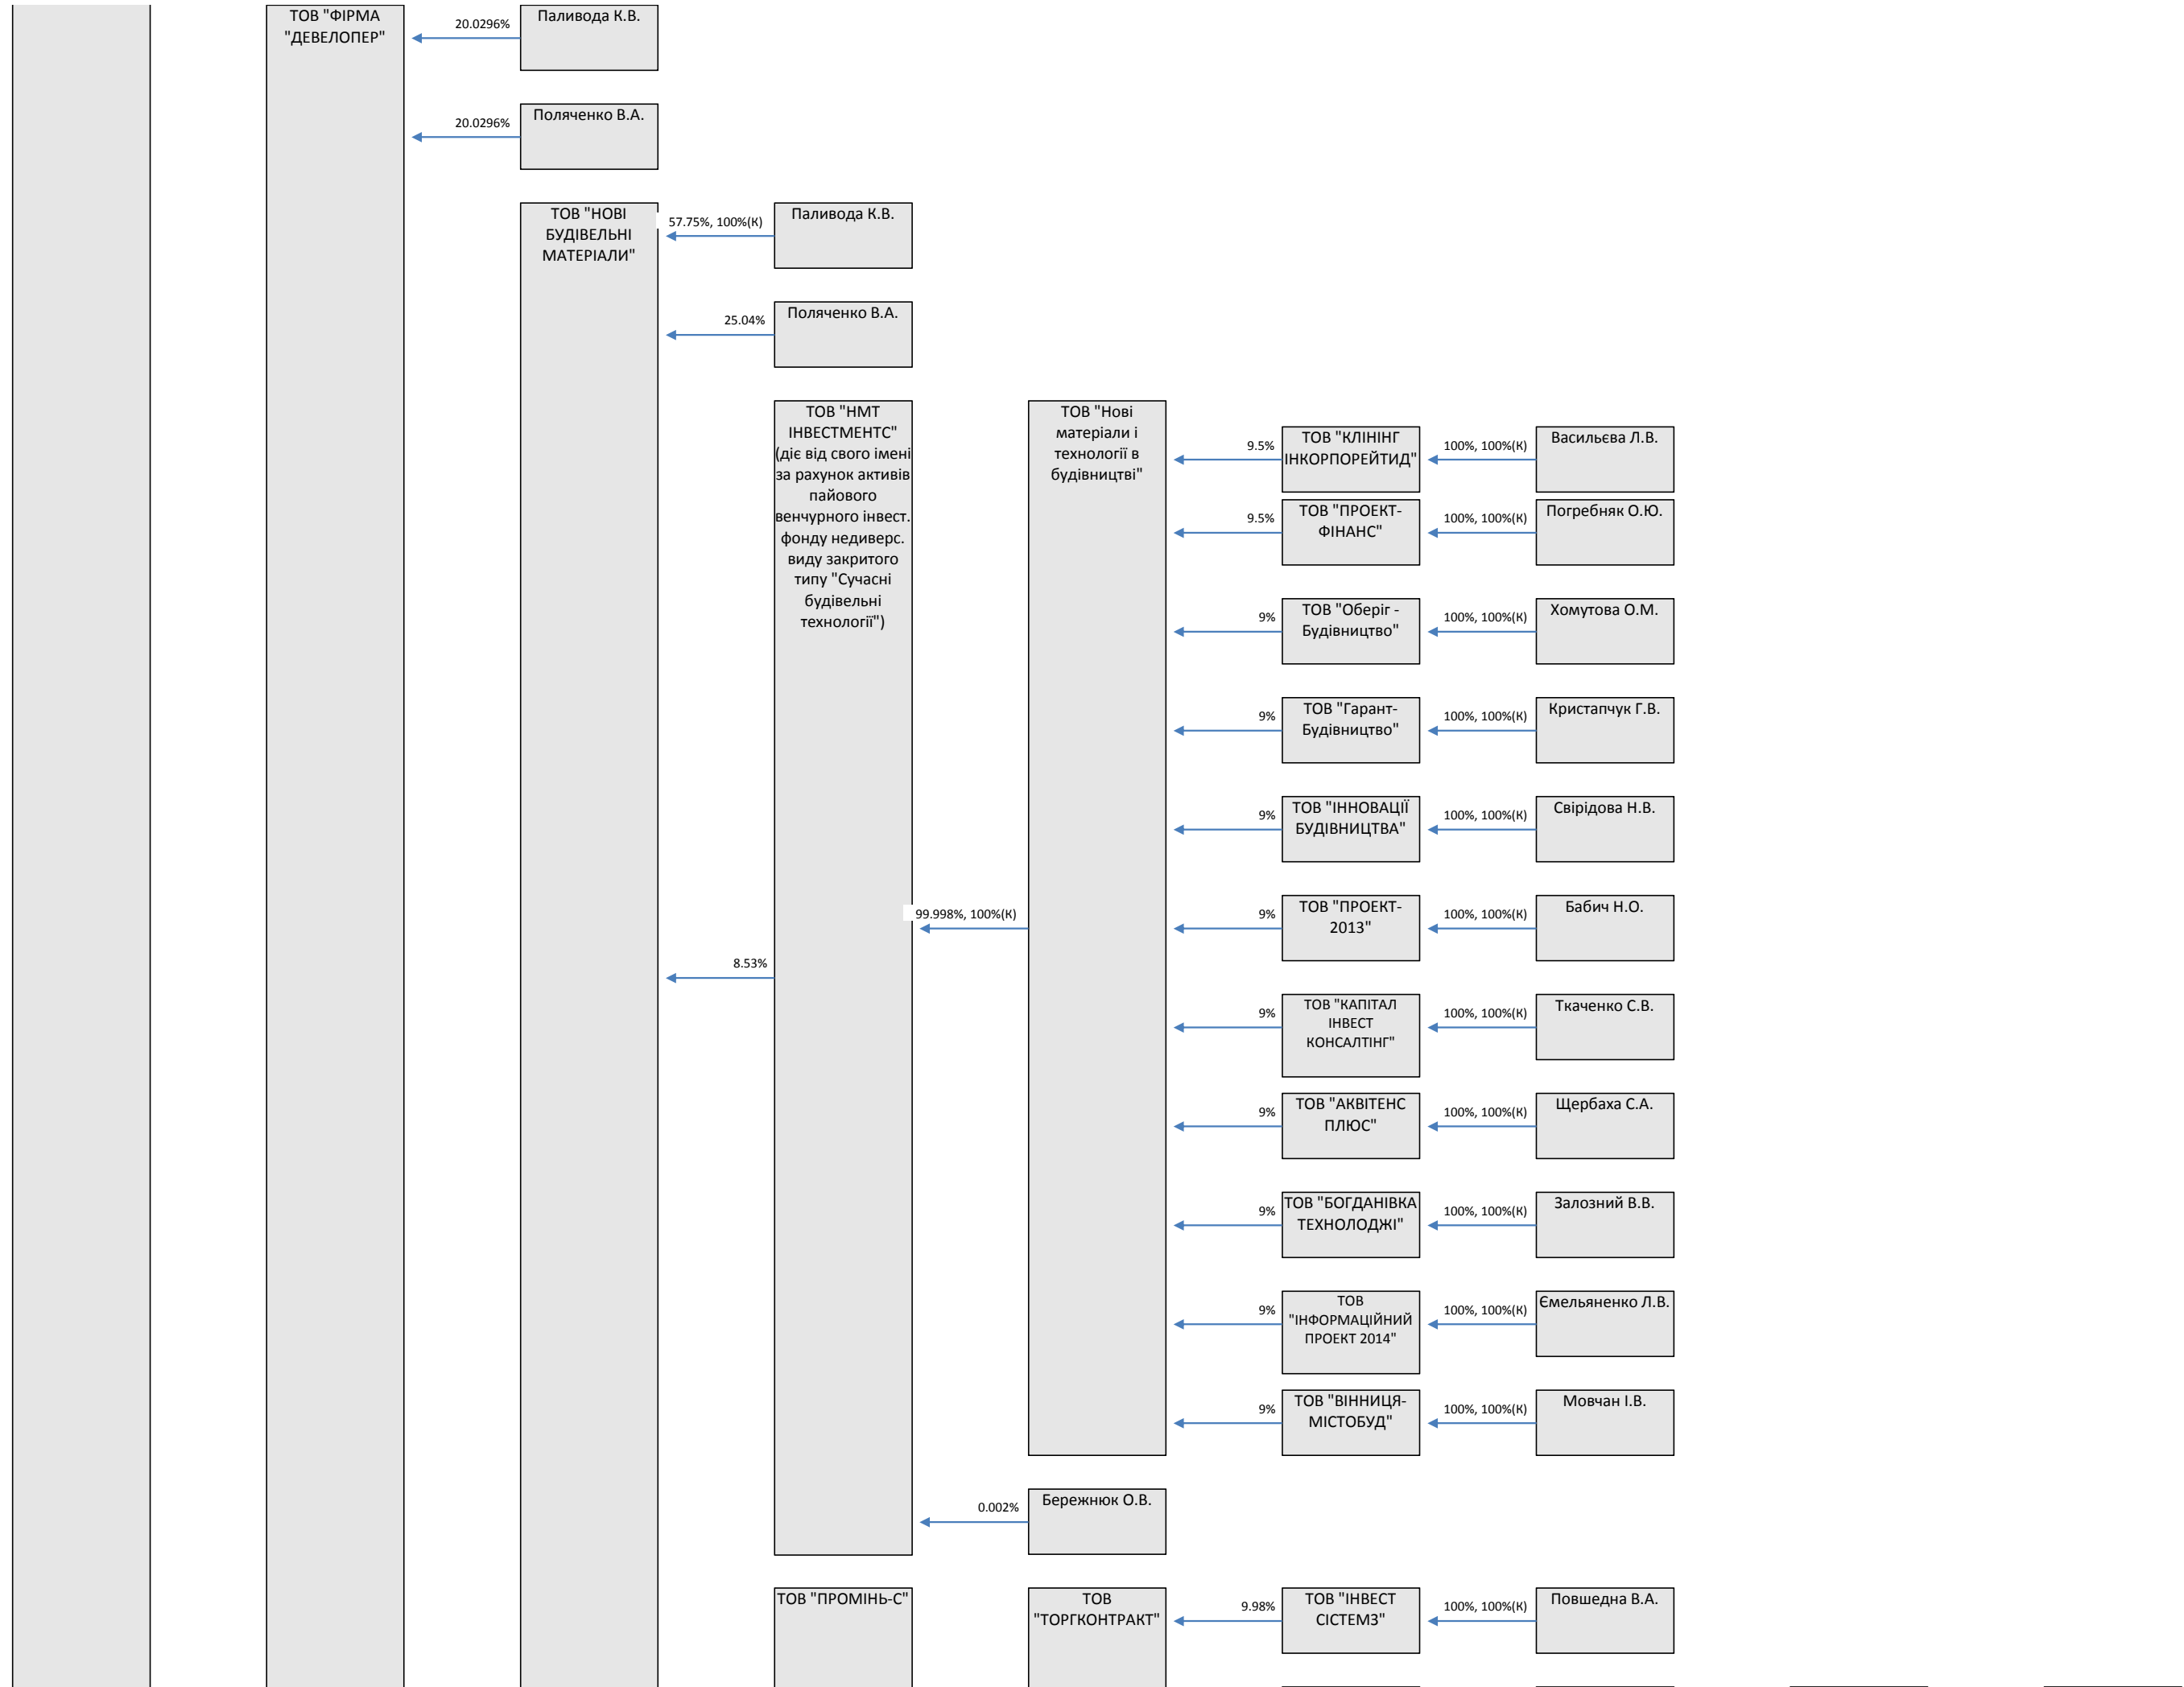 ТОВ "ФІРМА
"ДЕВЕЛОПЕР"
20.0296%
Паливода К.В.
20.0296%
Поляченко В.А.
ТОВ "НОВІ
БУДІВЕЛЬНІ
МАТЕРІАЛИ"
57.75%, 100%(К)
Паливода К.В.
25.04%
Поляченко В.А.
8.53%
ТОВ "НМТ
ІНВЕСТМЕНТС"
(діє від свого імені
за рахунок активів
пайового
венчурного інвест.
фонду недиверс.
виду закритого
типу "Сучасні
будівельні
технології")
99.998%, 100%(К)
ТОВ "Нові
матеріали і
технології в
будівництві"
9.5%
ТОВ "КЛІНІНГ
ІНКОРПОРЕЙТИД"
100%, 100%(К)
Васильєва Л.В.
9.5%
ТОВ "ПРОЕКТ-
ФІНАНС"
100%, 100%(К)
Погребняк О.Ю.
9%
ТОВ "Оберіг -
Будівництво"
100%, 100%(К)
Хомутова О.М.
9%
ТОВ "Гарант-
Будівництво"
100%, 100%(К)
Кристапчук Г.В.
9%
ТОВ "ІННОВАЦІЇ
БУДІВНИЦТВА"
100%, 100%(К)
Свірідова Н.В.
9%
ТОВ "ПРОЕКТ-
2013"
100%, 100%(К)
Бабич Н.О.
9%
ТОВ "КАПІТАЛ
ІНВЕСТ
КОНСАЛТІНГ"
100%, 100%(К)
Ткаченко С.В.
9%
ТОВ "АКВІТЕНС
ПЛЮС"
100%, 100%(К)
Щербаха С.А.
9%
ТОВ "БОГДАНІВКА
ТЕХНОЛОДЖІ"
100%, 100%(К)
Залозний В.В.
9%
ТОВ
"ІНФОРМАЦІЙНИЙ
ПРОЕКТ 2014"
100%, 100%(К)
Ємельяненко Л.В.
9%
ТОВ "ВІННИЦЯ-
МІСТОБУД"
100%, 100%(К)
Мовчан І.В.
0.002%
Бережнюк О.В.
ТОВ "ПРОМІНЬ-С"
ТОВ
"ТОРГКОНТРАКТ"
9.98%
ТОВ "ІНВЕСТ
СІСТЕМЗ"
100%, 100%(К)
Повшедна В.А.